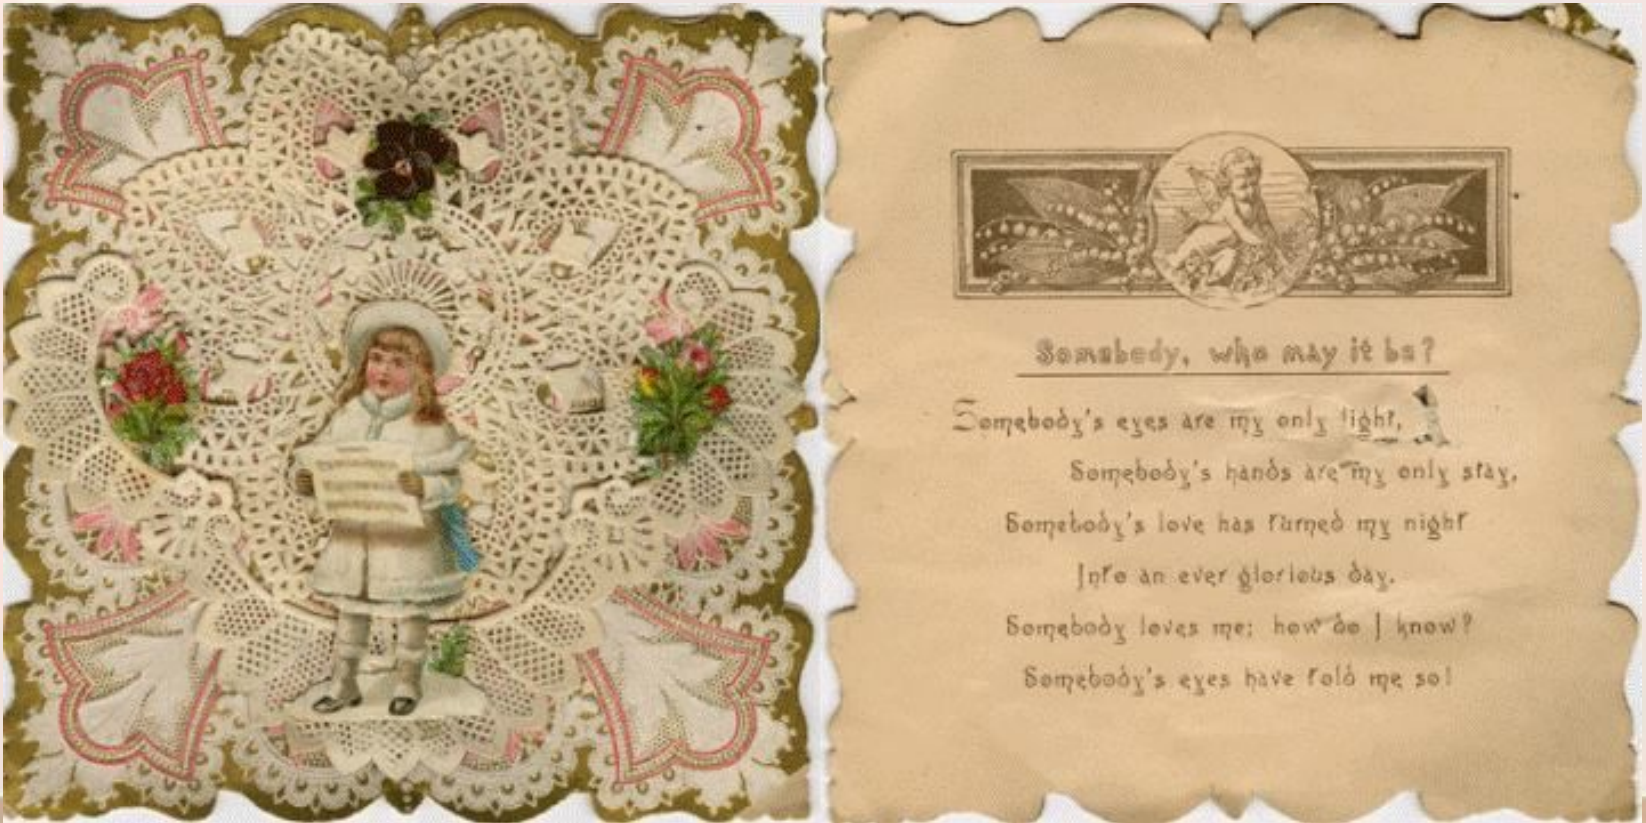 Somebody, who may it be?
Somebody's eyes are my only light,
Somebody's hands are my only stay,
Somebody's love has turned my night
Into an ever glorious day.
Somebody loves me; how do I know?
Somebody's eyes have told me so!